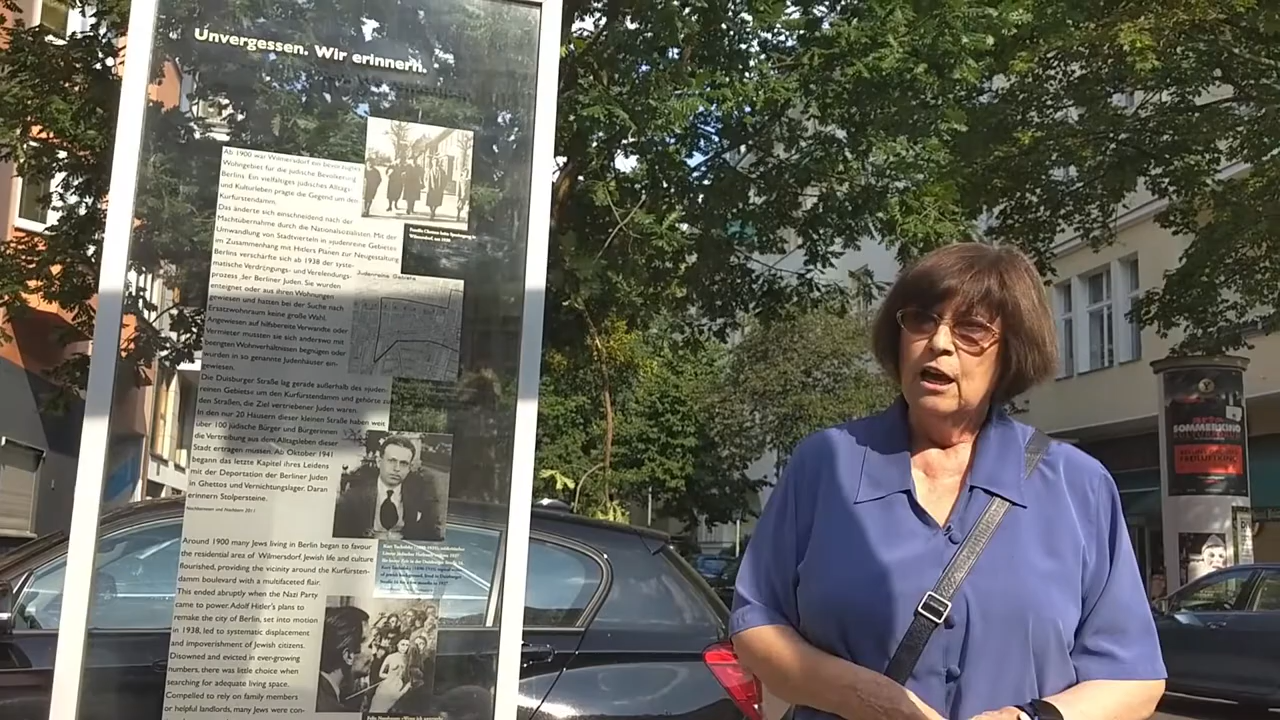 Unvergessen. Wir erinnern.
Ab 1900 war Wilmersdorf ein bevorzugtes
Wohngebiet für die jüdische Bevölkerung
Berlins. Ein vielfältiges jüdisches Alltags-
und Kulturleben prägte die Gegend um den
Kurfürstendamm.
Das änderte sich einschneidend nach der
Machtübernahme durch die Nationalsozialisten. Mit der
Umwandlung von Stadtvierteln in »judenreine Gebiete«
im Zusammenhang mit Hitlers Plänen zur Neugestaltung
Berlins verschärfte sich ab 1938 der syste-
matische Verdrängungs- und Verelendungs-
prozess der Berliner Juden. Sie wurden
enteignet oder aus ihren Wohnungen
gewiesen und hatten bei der Suche nach
Ersatzwohnraum keine große Wahl.
Angewiesen auf hilfsbereite Verwandte oder
Vermieter mussten sie sich anderswo mit
beengten Wohnverhältnissen begnügen oder
wurden in so genannte Judenhäuser ein-
gewiesen.
Die Duisburger Straße lag gerade außerhalb des »juden-
reinen Gebietes« um den Kurfürstendamm und gehörte zu
den Straßen, die Ziel vertriebener Juden waren.
In den nur 20 Häusern dieser kleinen Straße haben weit
über 100 jüdische Bürger und Bürgerinnen
die Vertreibung aus dem Alltagsleben dieser
Stadt ertragen müssen. Ab Oktober 1941
begann das letzte Kapitel ihres Leidens
mit der Deportation der Berliner Juden
in Ghettos und Vernichtungslager. Daran
erinnern Stolpersteine.
Nachbarinnen und Nachbarn 2011
Judenreine Gebiete
Around 1900 many Jews living in Berlin began to favour
the residential area of Wilmersdorf. Jewish life and culture
flourished, providing the vicinity around the Kurfürsten-
damm boulevard with a multifaceted flair.
This ended abruptly when the Nazi Party
came to power. Adolf Hitler's plans to
remake the city of Berlin, set into motion
in 1938, led to systematic displacement
and impoverishment of Jewish citizens.
Disowned and evicted in ever-growing
numbers, there was little choice when
searching for adequate living space.
Compelled to rely on family members
or helpful landlords, many Jews were con-
arte
SOMMERKINO